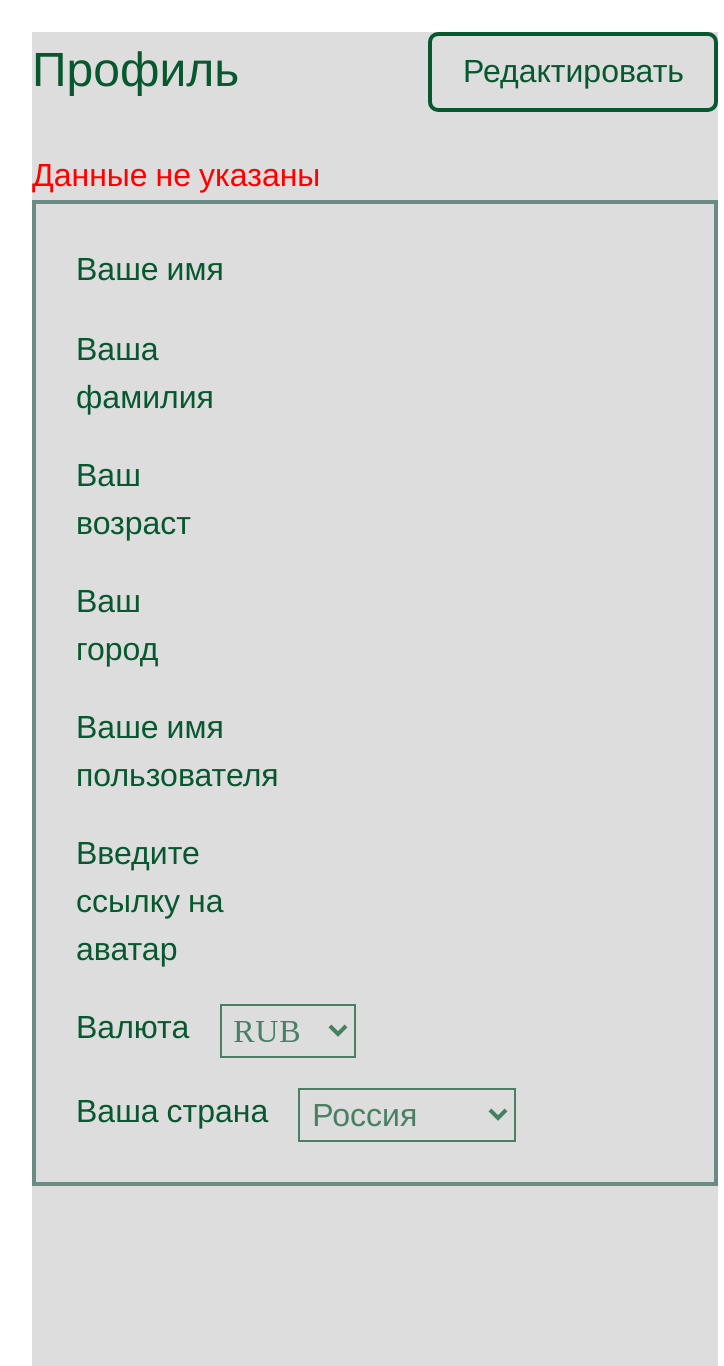 Профиль
Редактировать
Данные не указаны
Ваше имя
Ваша
фамилия
Ваш
возраст
Ваш
город
Ваше имя
пользователя
Введите
ссылку на
аватар
Валюта RUB
Ваша страна Россия